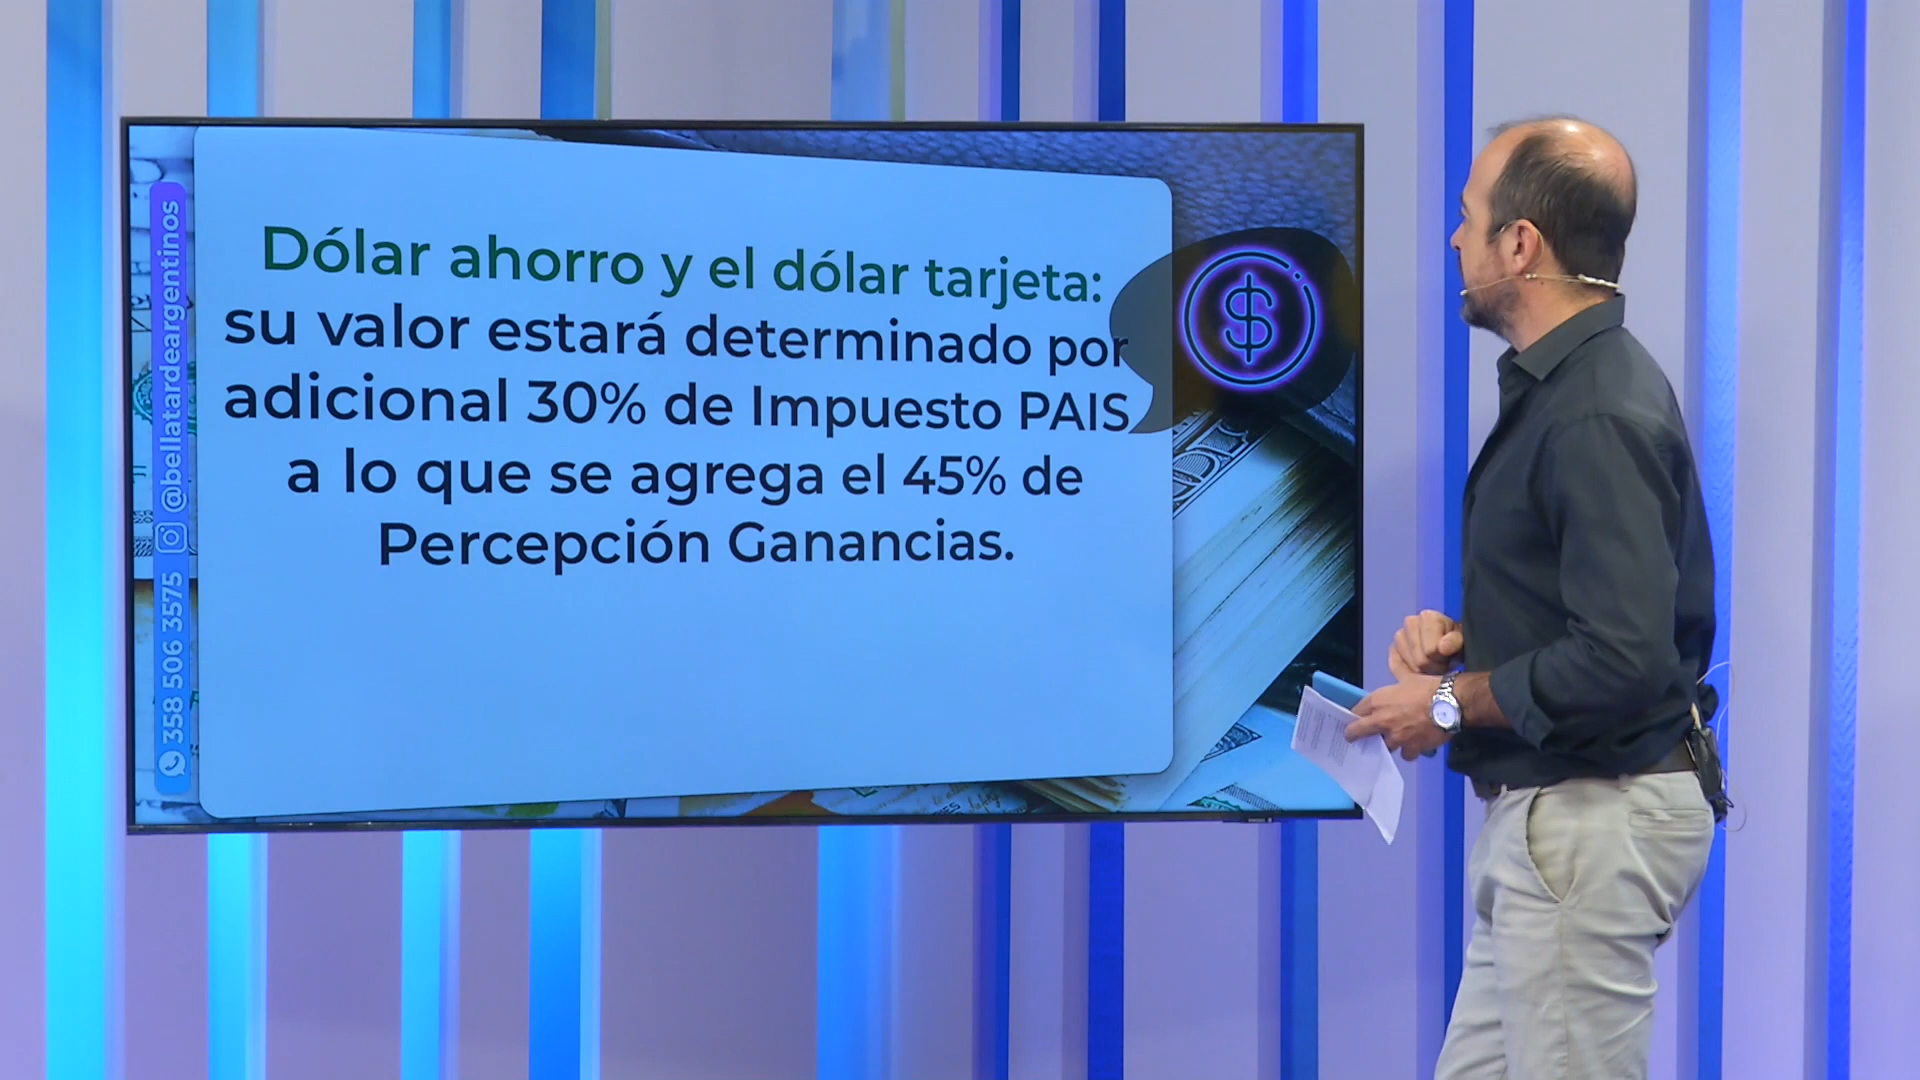 Dólar ahorro y el dólar tarjeta:
su valor estará determinado por
adicional 30% de Impuesto PAIS
a lo que se agrega el 45% de
Percepción Ganancias.
$
358 506 3575 @bellatardeargentinos